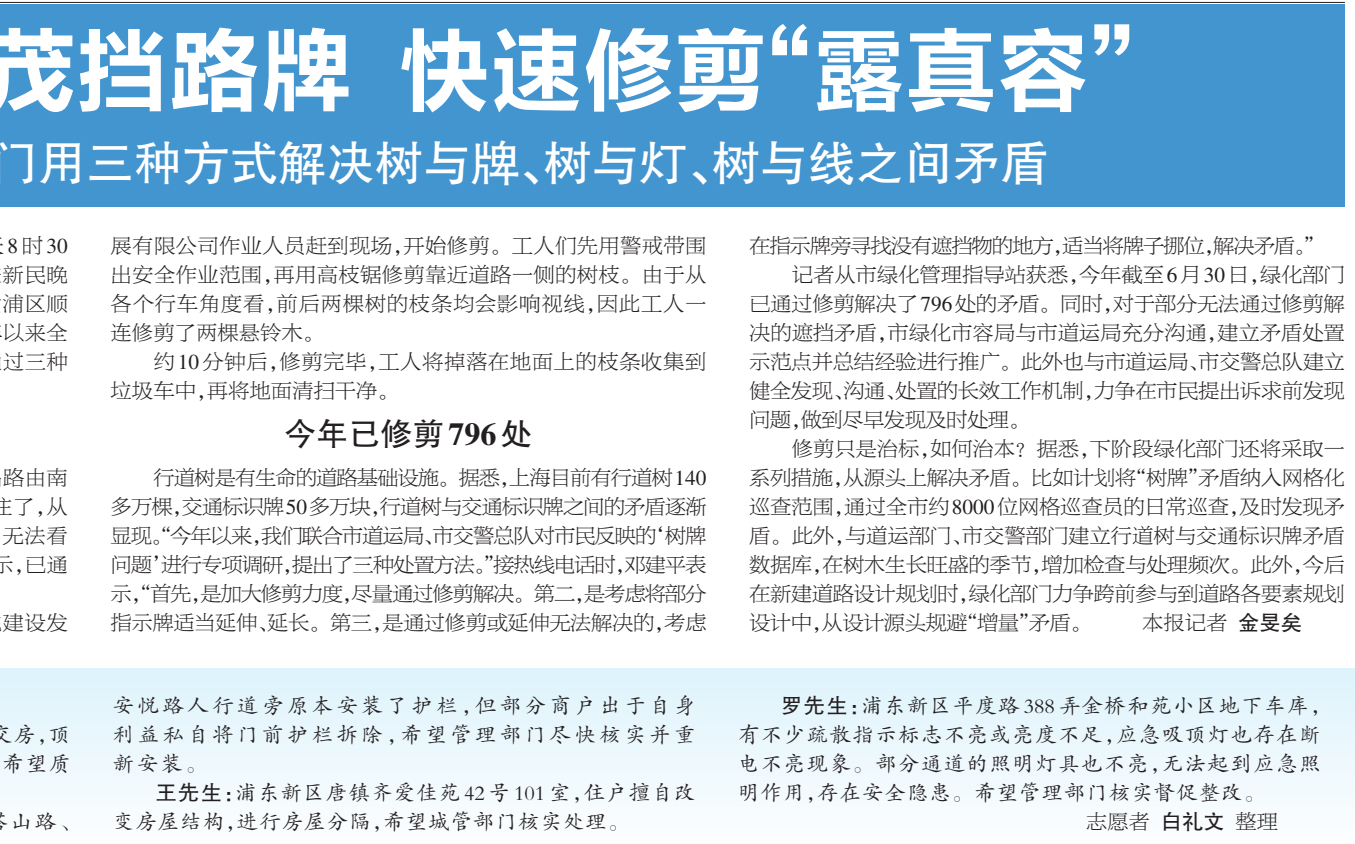 茂挡路牌 快速修剪“露真容”
门用三种方式解决树与牌、树与灯、树与线之间矛盾
8时30
新民晚
浦区顺
以来全
过三种
路由南
住了,从
无法看
示,已通
建设发
展有限公司作业人员赶到现场,开始修剪。工人们先用警戒带围
出安全作业范围,再用高枝锯修剪靠近道路一侧的树枝。由于从
各个行车角度看,前后两棵树的枝条均会影响视线,因此工人一
连修剪了两棵悬铃木。
约10分钟后,修剪完毕,工人将掉落在地面上的枝条收集到
垃圾车中,再将地面清扫干净。
今年已修剪796处
行道树是有生命的道路基础设施。据悉,上海目前有行道树140
多万棵,交通标识牌50多万块,行道树与交通标识牌之间的矛盾逐渐
显现。“今年以来,我们联合市道运局、市交警总队对市民反映的‘树牌
问题’进行专项调研,提出了三种处置方法。”接热线电话时,邓建平表
示,“首先,是加大修剪力度,尽量通过修剪解决。第二,是考虑将部分
指示牌适当延伸、延长。第三,是通过修剪或延伸无法解决的,考虑
在指示牌旁寻找没有遮挡物的地方,适当将牌子挪位,解决矛盾。”
记者从市绿化管理指导站获悉,今年截至6月30日,绿化部门
已通过修剪解决了796处的矛盾。同时,对于部分无法通过修剪解
决的遮挡矛盾,市绿化市容局与市道运局充分沟通,建立矛盾处置
示范点并总结经验进行推广。此外也与市道运局、市交警总队建立
健全发现、沟通、处置的长效工作机制,力争在市民提出诉求前发现
问题,做到尽早发现及时处理。
修剪只是治标,如何治本?据悉,下阶段绿化部门还将采取一
系列措施,从源头上解决矛盾。比如计划将“树牌”矛盾纳入网格化
巡查范围,通过全市约8000位网格巡查员的日常巡查,及时发现矛
盾。此外,与道运部门、市交警部门建立行道树与交通标识牌矛盾
数据库,在树木生长旺盛的季节,增加检查与处理频次。此外,今后
在新建道路设计规划时,绿化部门力争跨前参与到道路各要素规划
设计中,从设计源头规避“增量”矛盾。 本报记者 金旻矣
交房,顶
希望质
山路、
安悦路人行道旁原本安装了护栏,但部分商户出于自身
利益私自将门前护栏拆除,希望管理部门尽快核实并重
新安装。
王先生:浦东新区唐镇齐爱佳苑42号101室,住户擅自改
变房屋结构,进行房屋分隔,希望城管部门核实处理。
罗先生:浦东新区平度路388弄金桥和苑小区地下车库,
有不少疏散指示标志不亮或亮度不足,应急吸顶灯也存在断
电不亮现象。部分通道的照明灯具也不亮,无法起到应急照
明作用,存在安全隐患。希望管理部门核实督促整改。
志愿者 白礼文 整理